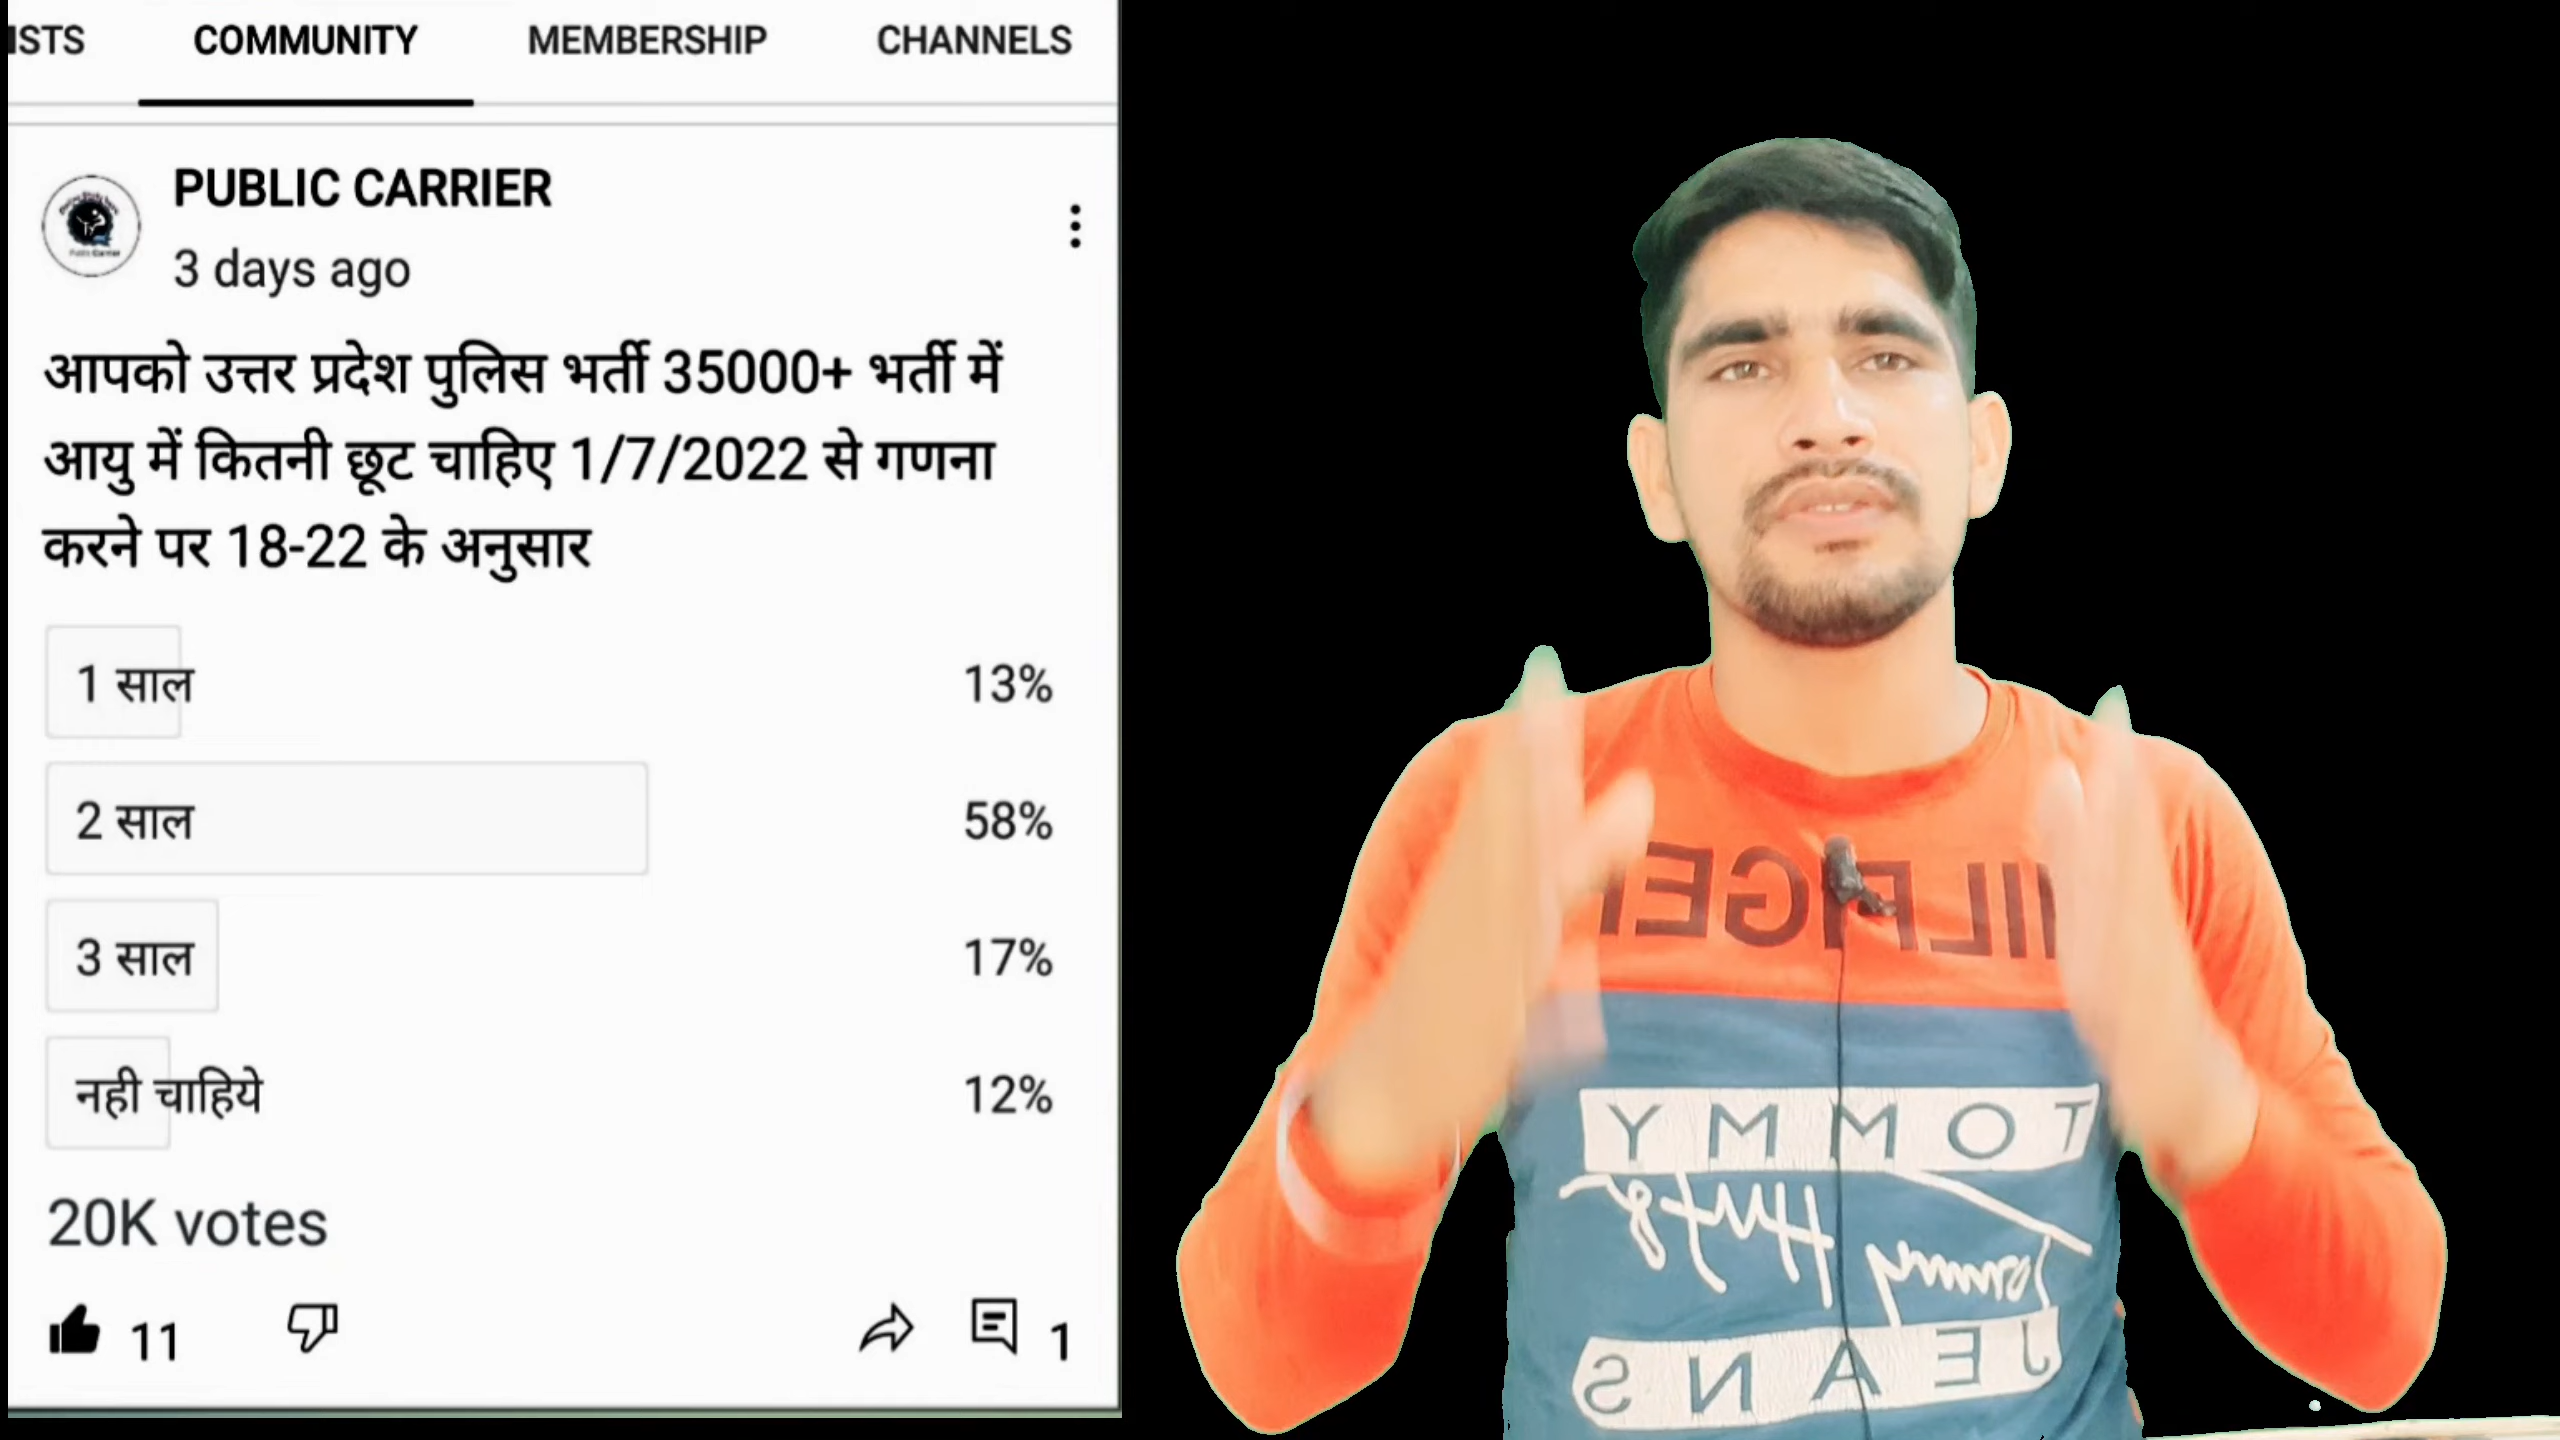 ISTS COMMUNITY MEMBERSHIP CHANNELS
PUBLIC CARRIER
3 days ago
आपको उत्तर प्रदेश पुलिस भर्ती 35000+ भर्ती में
आयु में कितनी छूट चाहिए 1/7/2022 से गणना
करने पर 18-22 के अनुसार
1 साल 13%
2 साल 58%
3 साल 17%
नही चाहिये 12%
20K votes
11 1
HILFIGER
TOMMY
Tommy
JEANS